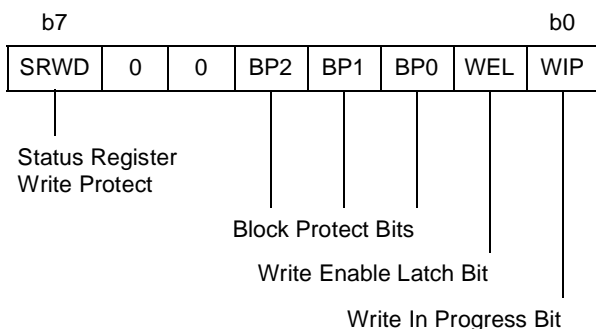 b7 b0
SRWD 0 0 BP2 BP1 BP0 WEL WIP
Status Register
Write Protect
Block Protect Bits
Write Enable Latch Bit
Write In Progress Bit